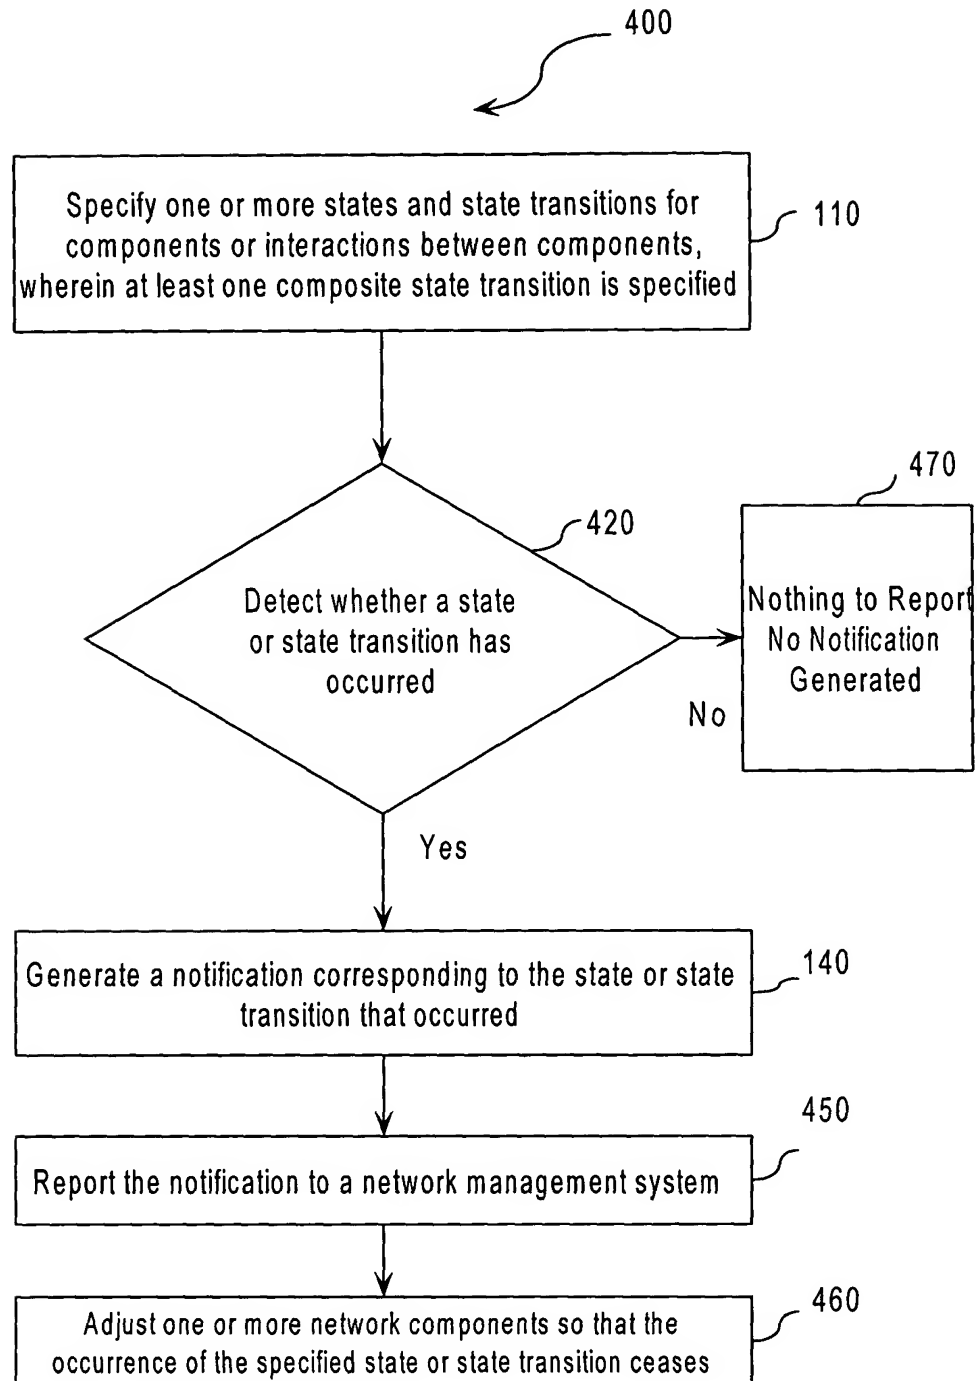 400
Specify one or more states and state transitions for
components or interactions between components,
wherein at least one composite state transition is specified
110
470
420
Detect whether a state
or state transition has
occurred
Nothing to Report
No Notification
Generated
No
Yes
Generate a notification corresponding to the state or state
transition that occurred
140
450
Report the notification to a network management system
460
Adjust one or more network components so that the
occurrence of the specified state or state transition ceases